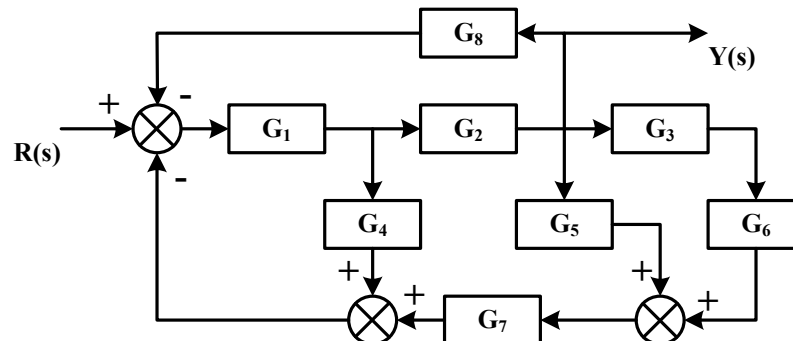 G₈
Y(s)
+
-
G₁
G₂
G₃
R(s)
-
G₄
G₅
G₆
+
+
+
+
G₇